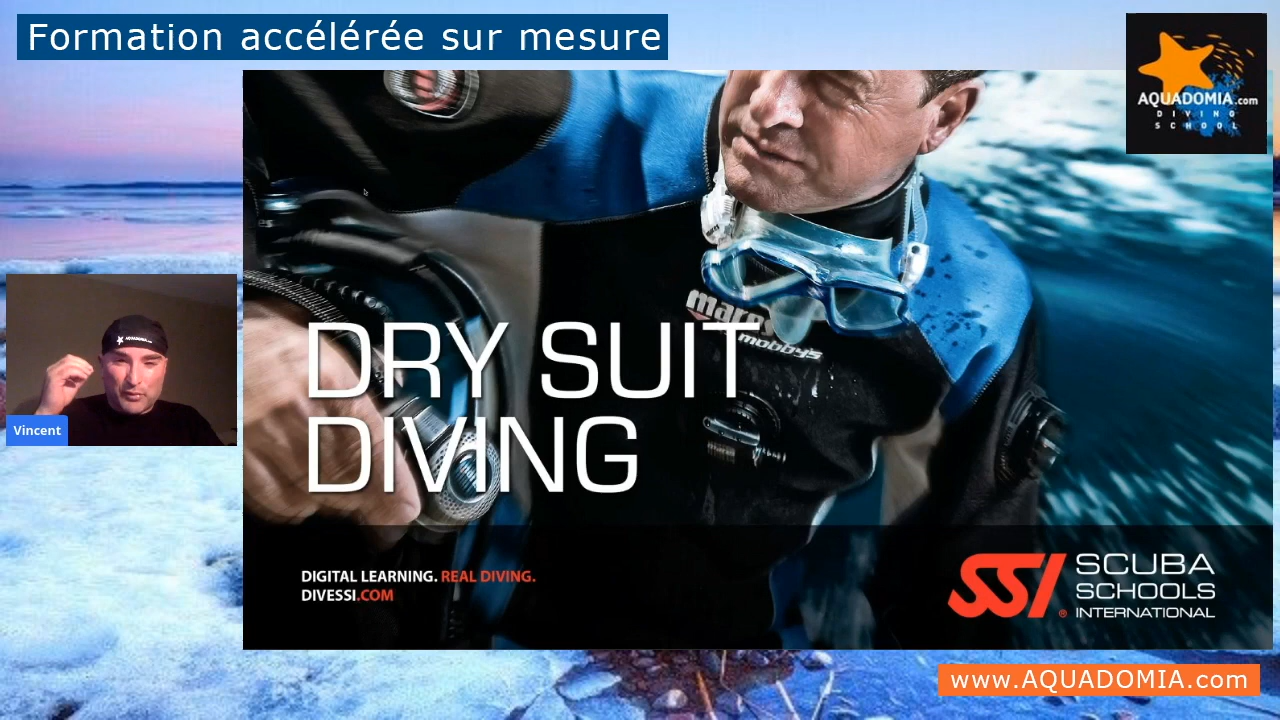 Formation accélérée sur mesure
AQUADOMIA.com
DIVING
SCHOOL
mares
mobbys
DRY SUIT
DIVING
AQUADOMIA
Vincent
DIGITAL LEARNING. REAL DIVING.
DIVESSI.COM
SSI®
SCUBA
SCHOOLS
INTERNATIONAL
www.AQUADOMIA.com